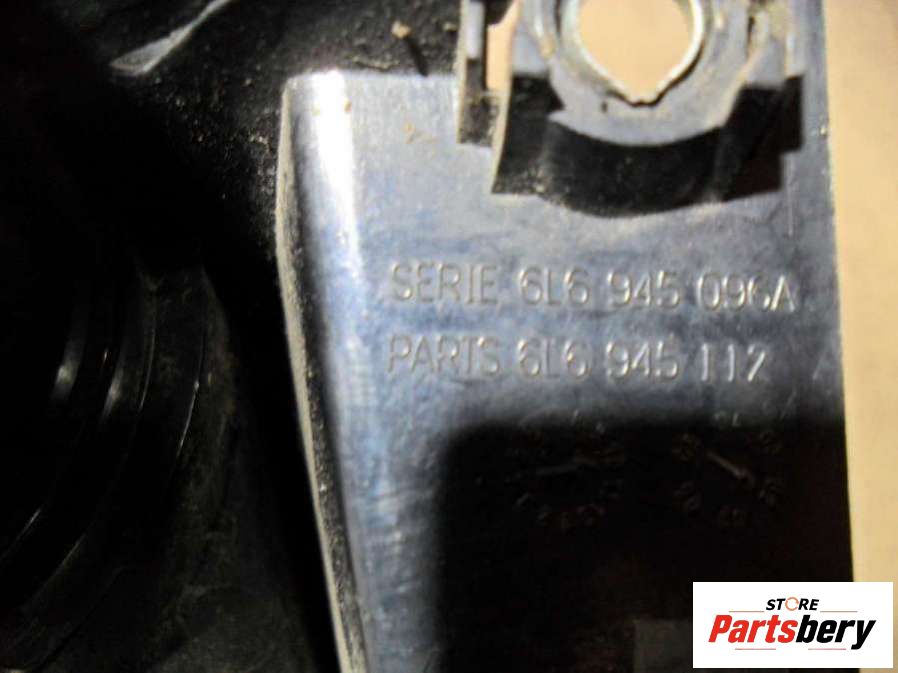 SERIE 6L6 945 096A
PARTS 6L6 945 112
STORE
Partsbery